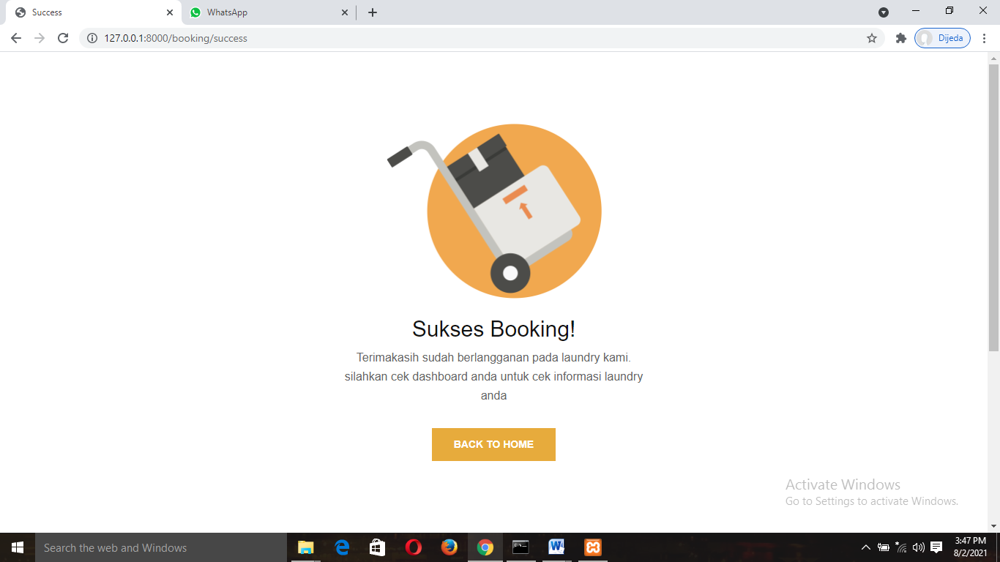 Success
WhatsApp
127.0.0.1:8000/booking/success
Dijeda
Sukses Booking!
Terimakasih sudah berlangganan pada laundry kami.
silahkan cek dashboard anda untuk cek informasi laundry
anda
BACK TO HOME
Activate Windows
Go to Settings to activate Windows.
Search the web and Windows
3:47 PM
8/2/2021